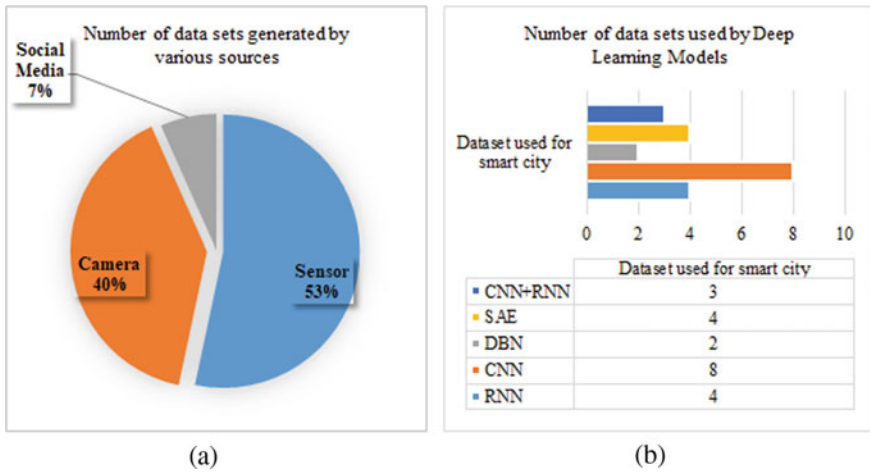 Number of data sets generated by
various sources
Social
Media
7%
Camera
40%
Sensor
53%
(a)
Number of data sets used by Deep
Learning Models
Dataset used for
smart city
0 2 4 6 8 10
Dataset used for smart city
CNN+RNN 3
SAE 4
DBN 2
CNN 8
RNN 4
(b)